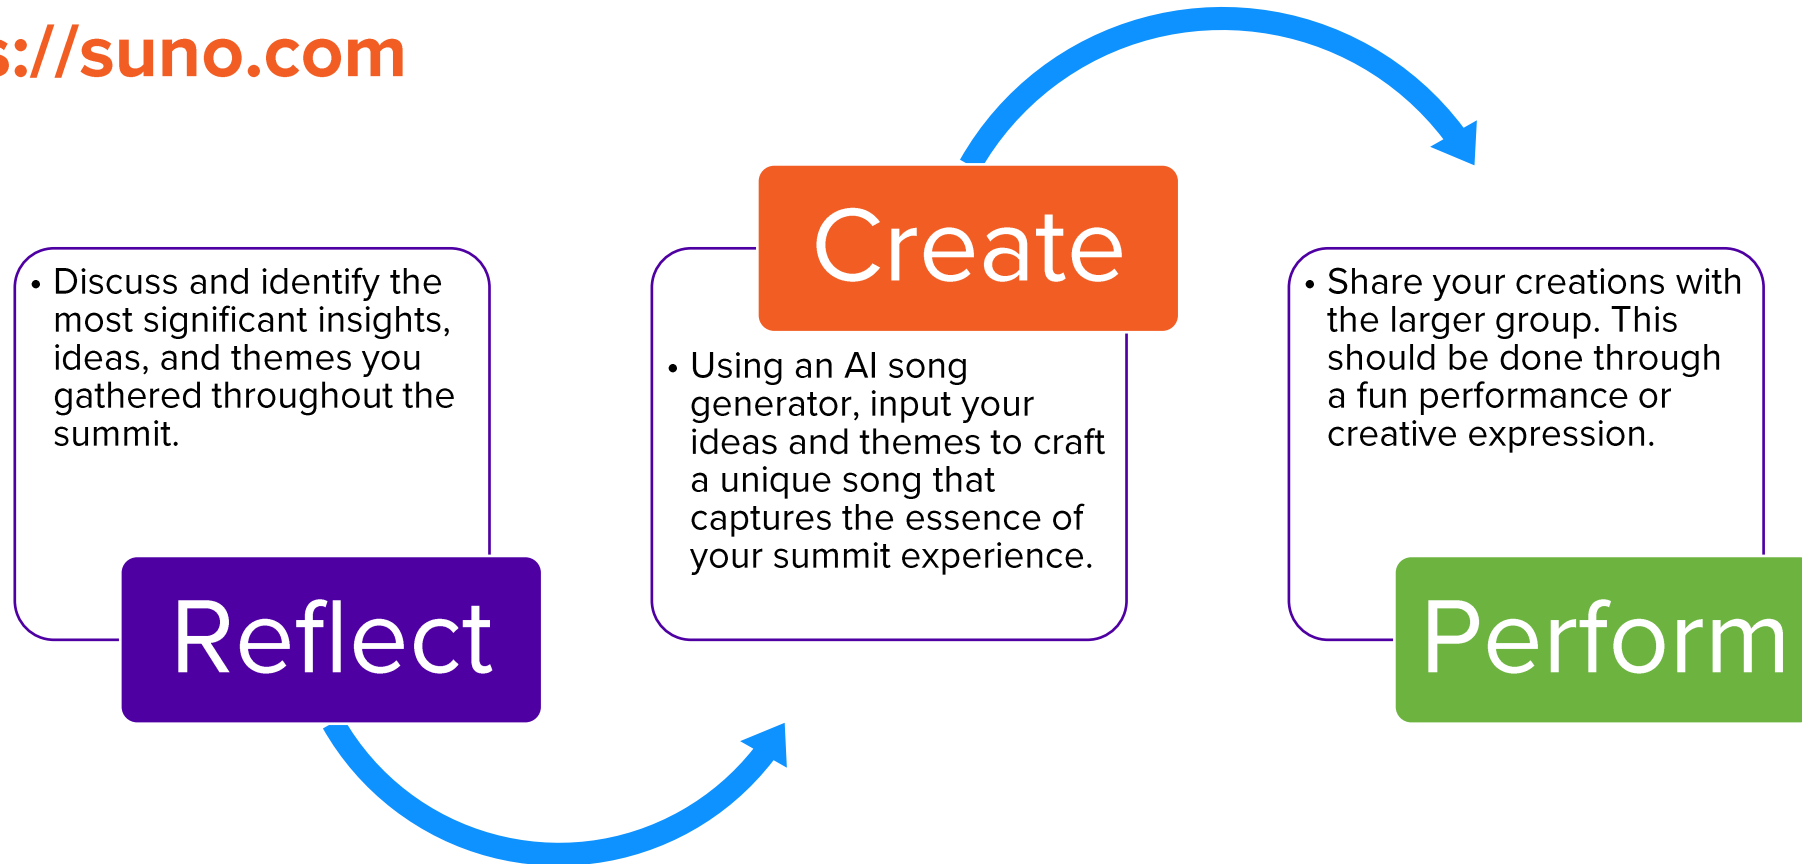 s://suno.com
• Discuss and identify the
most significant insights,
ideas, and themes you
gathered throughout the
summit.
Reflect
Create
• Using an AI song
generator, input your
ideas and themes to craft
a unique song that
captures the essence of
your summit experience.
• Share your creations with
the larger group. This
should be done through
a fun performance or
creative expression.
Perform